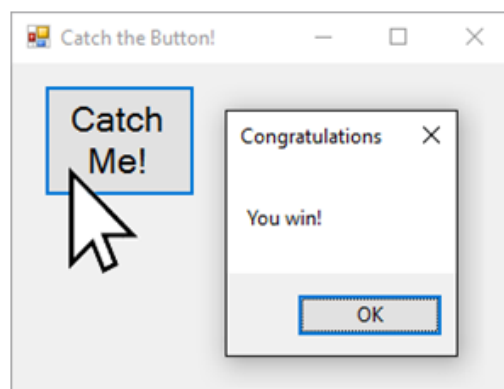 Catch the Button!
Catch
Me!
Congratulations
You win!
OK